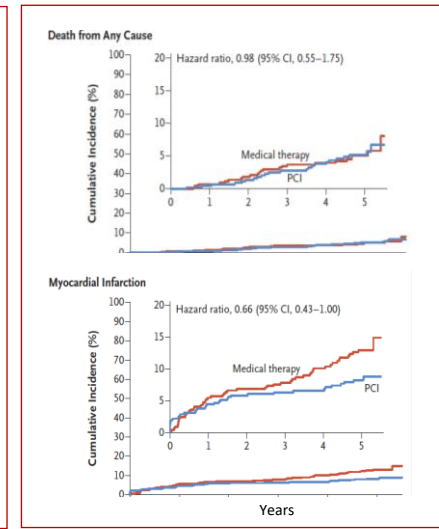 Death from Any Cause
Cumulative Incidence (%)
100
90
80
70
60
50
40
30
20
10
0
20
15
10
5
0
Hazard ratio, 0.98 (95% CI, 0.55–1.75)
Medical therapy
PCI
0 1 2 3 4 5
Myocardial Infarction
Cumulative Incidence (%)
100
90
80
70
60
50
40
30
20
10
0
20
15
10
5
0
Hazard ratio, 0.66 (95% CI, 0.43–1.00)
Medical therapy
PCI
0 1 2 3 4 5
Years